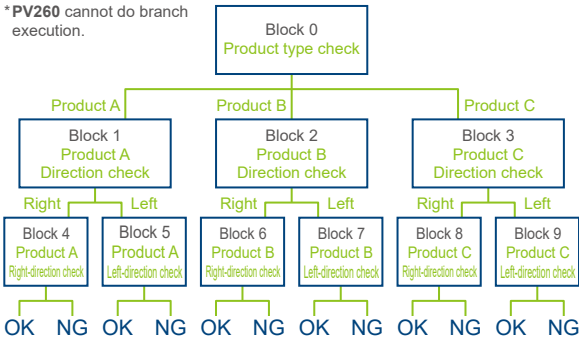 *PV260 cannot do branch
execution.
Block 0
Product type check
Product A
Product B
Product C
Block 1
Product A
Direction check
Block 2
Product B
Direction check
Block 3
Product C
Direction check
Right
Left
Right
Left
Right
Left
Block 4
Product A
Right-direction check
Block 5
Product A
Left-direction check
Block 6
Product B
Right-direction check
Block 7
Product B
Left-direction check
Block 8
Product C
Right-direction check
Block 9
Product C
Left-direction check
OK NG OK NG OK NG OK NG OK NG OK NG